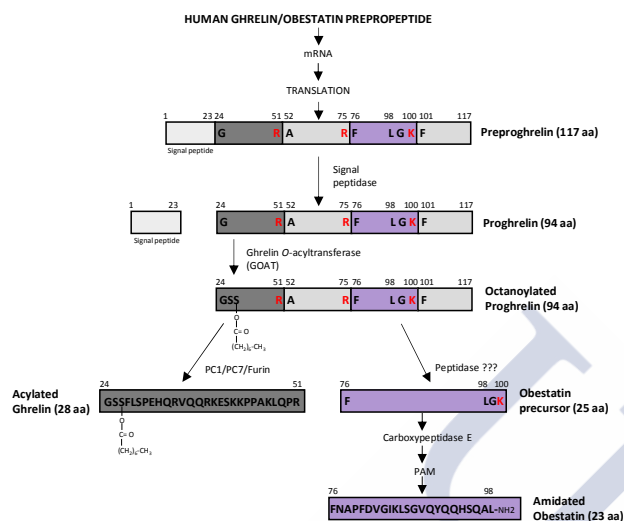 HUMAN GHRELIN/OBESTATIN PREPROPEPTIDE
mRNA
TRANSLATION
1 23 24 51 52 75 76 98 100 101 117
G R A R F L G K F
Preproghrelin (117 aa)
Signal peptide
Signal
peptidase
1 23 24 51 52 75 76 98 100 101 117
G R A R F L G K F
Proghrelin (94 aa)
Signal peptide
Ghrelin O-acyltransferase
(GOAT)
24 51 52 75 76 98 100 101 117
GSS R A R F L G K F
Octanoylated
Proghrelin (94 aa)
O
C= O
(CH₂)₆-CH₃
PC1/PC7/Furin
Peptidase ???
24 51
Acylated
Ghrelin (28 aa)
GSSFLSPEHQRVQQRKESKKPPAKLQPR
O
C= O
(CH₂)₆-CH₃
76 98 100
F LGK
Obestatin
precursor (25 aa)
Carboxypeptidase E
PAM
76 98
FNAPFDVGIKLSGVQYQQHSQAL-NH2
Amidated
Obestatin (23 aa)